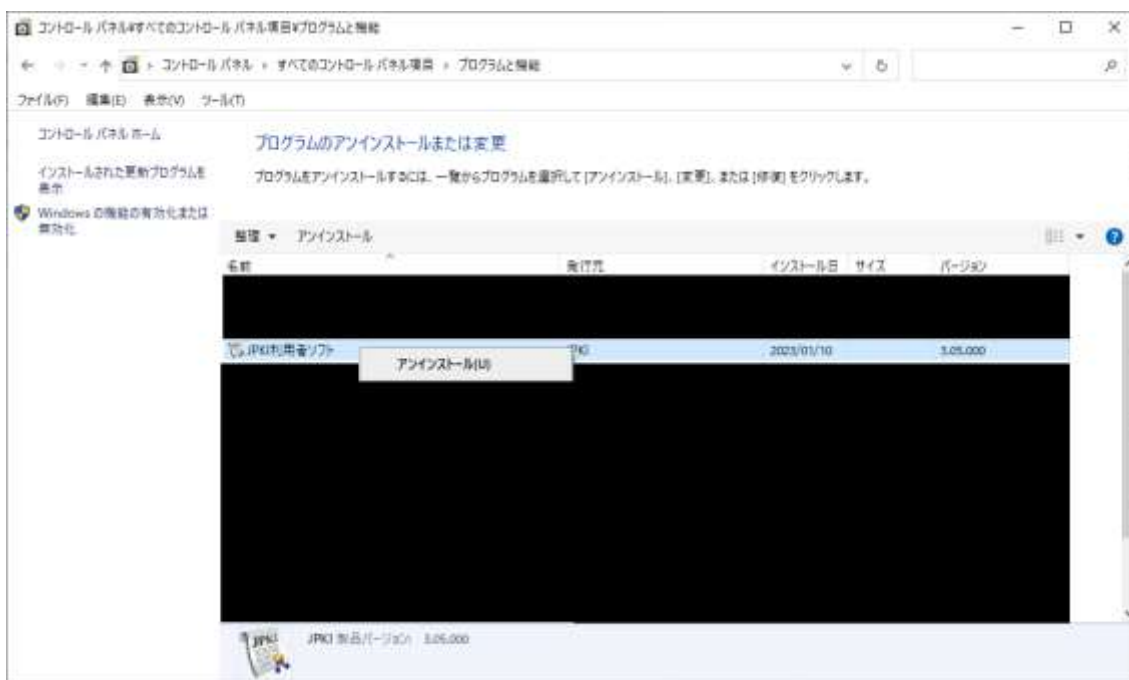 コントロール パネル¥すべてのコントロール パネル項目¥プログラムと機能
コントロール パネル › すべてのコントロール パネル項目 › プログラムと機能
ファイル(F) 編集(E) 表示(V) ツール(T)
コントロール パネル ホーム
インストールされた更新プログラムを
表示
Windows の機能の有効化または
無効化
プログラムのアンインストールまたは変更
プログラムをアンインストールするには、一覧からプログラムを選択して [アンインストール]、[変更]、または [修復] をクリックします。
整理 アンインストール
名前 発行元 インストール日 サイズ バージョン
JPKI利用者ソフト 2023/01/10 3.05.000
アンインストール(U)
JPKI 製品バージョン: 3.05.000